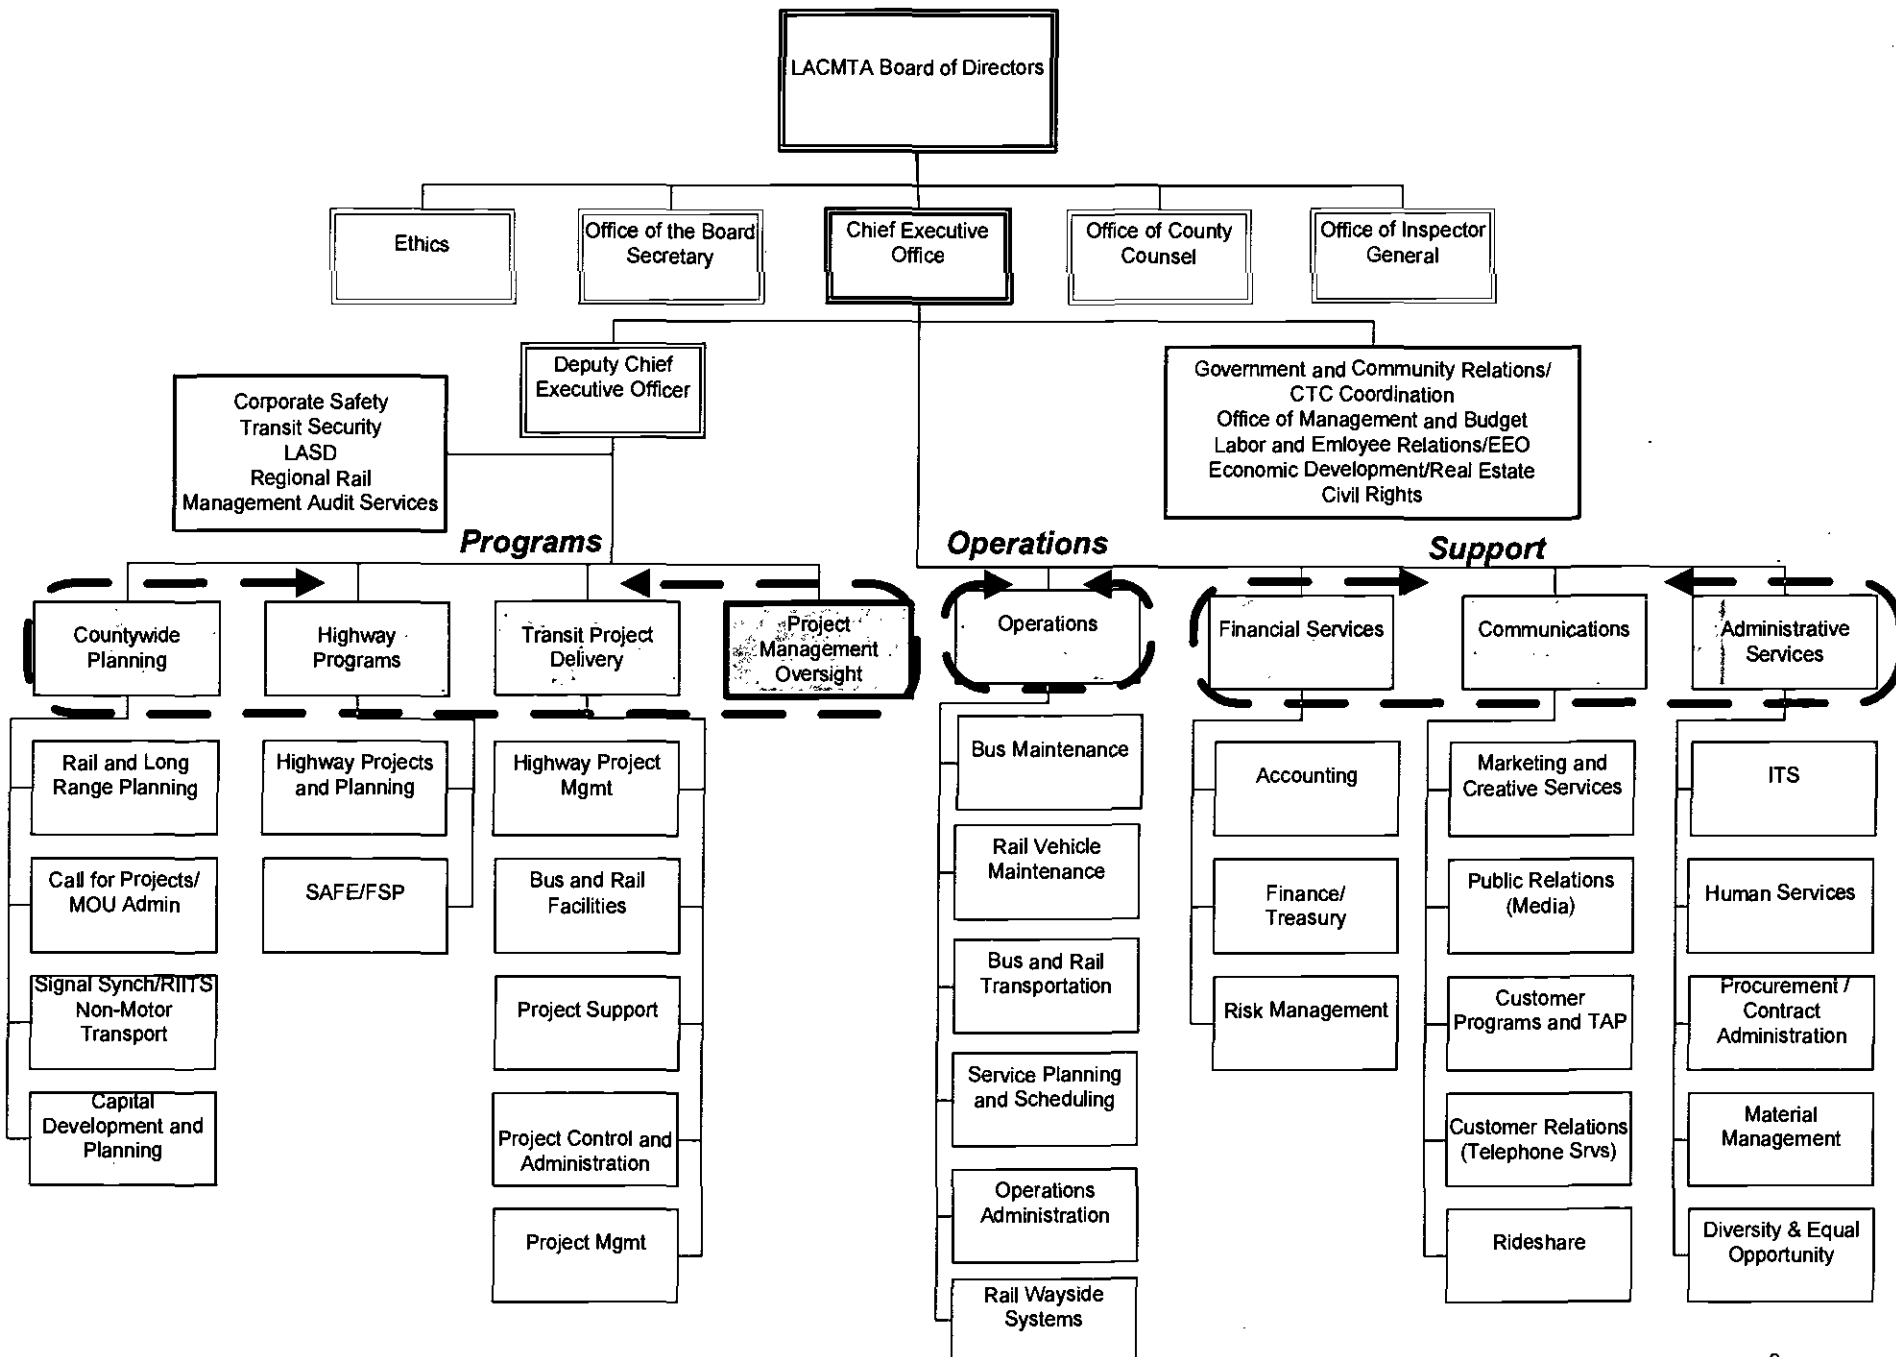 LACMTA Board of Directors
Ethics
Office of the Board
Secretary
Chief Executive
Office
Office of County
Counsel
Office of Inspector
General
Deputy Chief
Executive Officer
Corporate Safety
Transit Security
LASD
Regional Rail
Management Audit Services
Government and Community Relations/
CTC Coordination
Office of Management and Budget
Labor and Emloyee Relations/EEO
Economic Development/Real Estate
Civil Rights
Programs
Operations
Support
Countywide
Planning
Highway
Programs
Transit Project
Delivery
Project
Management
Oversight
Operations
Financial Services
Communications
Administrative
Services
Rail and Long
Range Planning
Call for Projects/
MOU Admin
Signal Synch/RIITS
Non-Motor
Transport
Capital
Development and
Planning
Highway Projects
and Planning
SAFE/FSP
Highway Project
Mgmt
Bus and Rail
Facilities
Project Support
Project Control and
Administration
Project Mgmt
Bus Maintenance
Rail Vehicle
Maintenance
Bus and Rail
Transportation
Service Planning
and Scheduling
Operations
Administration
Rail Wayside
Systems
Accounting
Finance/
Treasury
Risk Management
Marketing and
Creative Services
Public Relations
(Media)
Customer
Programs and TAP
Customer Relations
(Telephone Srvs)
Rideshare
ITS
Human Services
Procurement /
Contract
Administration
Material
Management
Diversity & Equal
Opportunity